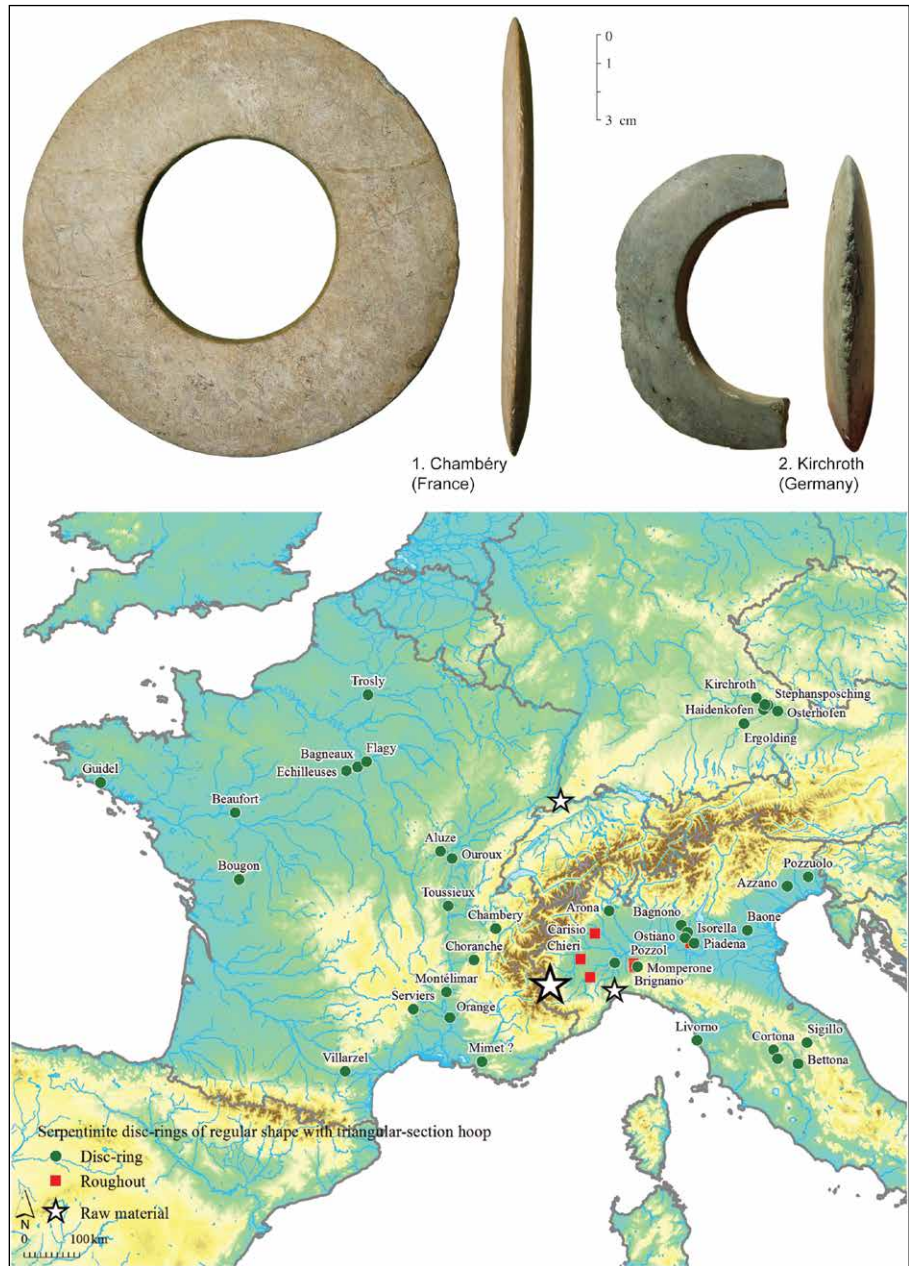 0
1
3 cm
1. Chambéry
(France)
2. Kirchroth
(Germany)
Trosly
Kirchroth
Stephansposching
Haidenkofen
Osterhofen
Ergolding
Bagneaux
Flagy
Echilleuses
Guidel
Beaufort
Aluze
Ouroux
Bougon
Pozzuolo
Azzano
Toussieux
Arona
Bagnono
Chambery
Isorella
Baone
Carisio
Ostiano
Piadena
Choranche
Chieri
Pozzol
Momperone
Montélimar
Brignano
Serviers
Orange
Livorno
Cortona
Sigillo
Villarzel
Mimet ?
Bettona
Serpentinite disc-rings of regular shape with triangular-section hoop
Disc-ring
Roughout
Raw material
N
0
100 km